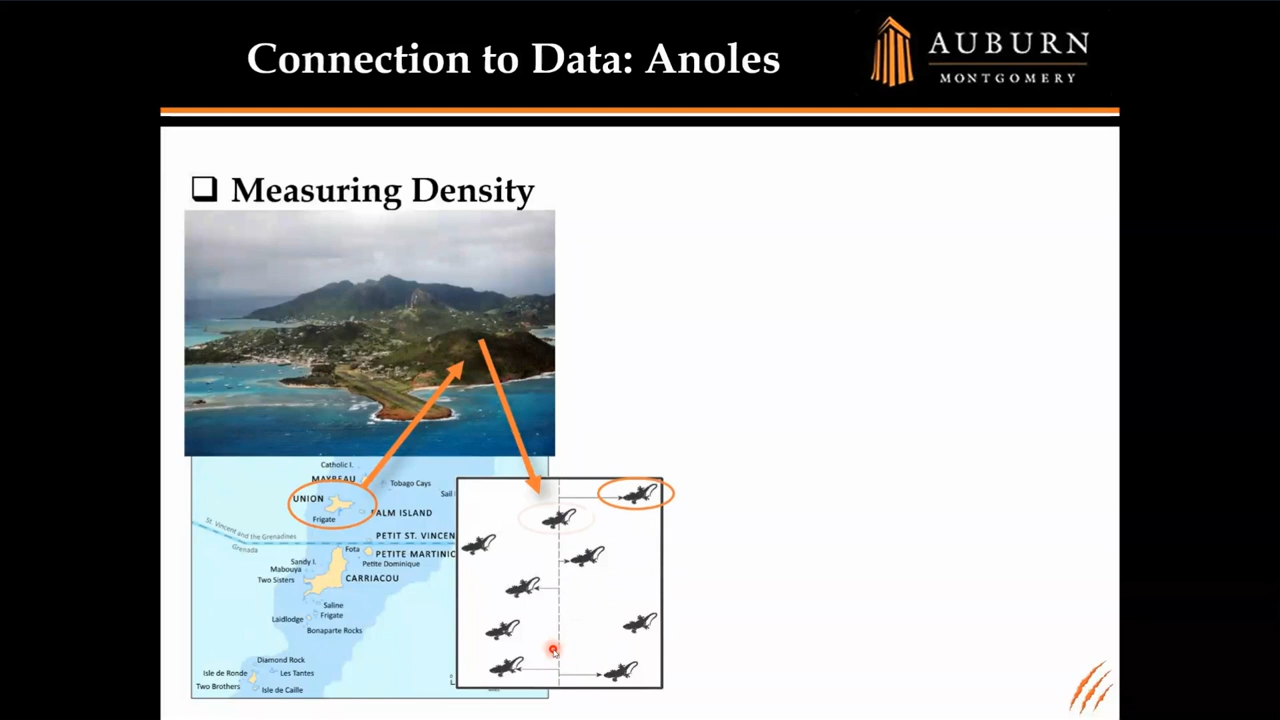 Connection to Data: Anoles
AUBURN
MONTGOMERY
Measuring Density
Catholic I.
MAYREAU
Tobago Cays
UNION
Sail
Frigate
PALM ISLAND
St. Vincent and the Grenadines
Grenada
PETIT ST. VINCEN
Fota
PETITE MARTINIC
Sandy I.
Petite Dominique
Mabouya
Two Sisters
CARRIACOU
Saline
Frigate
Laidlodge
Bonaparte Rocks
Diamond Rock
Isle de Ronde
Les Tantes
Two Brothers
Isle de Caille